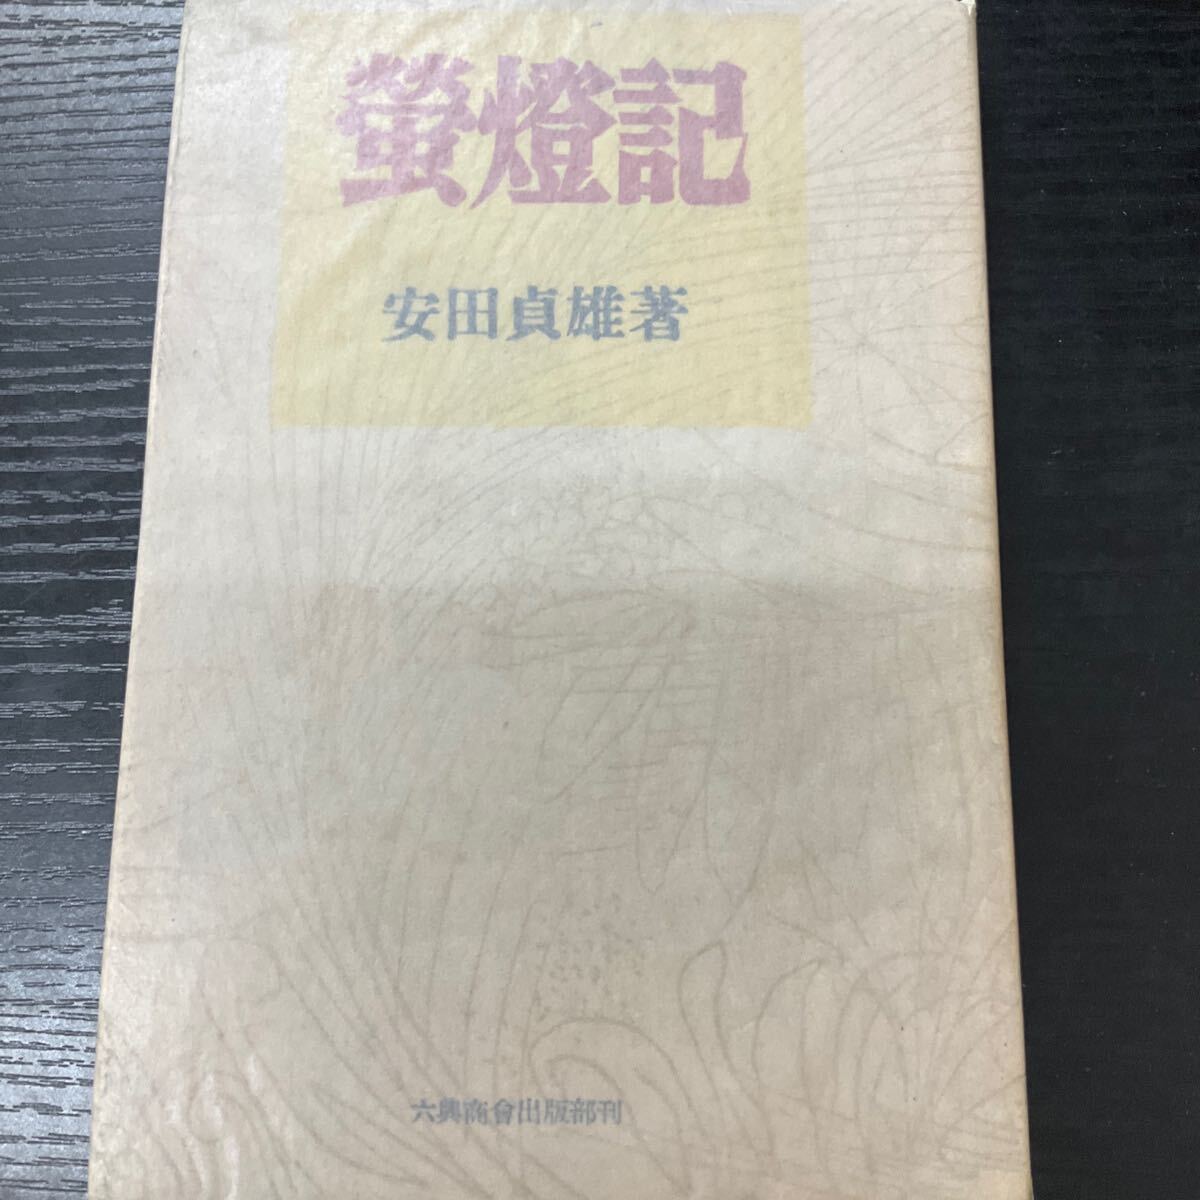 螢燈記
安田貞雄著
六興商會出版部刊